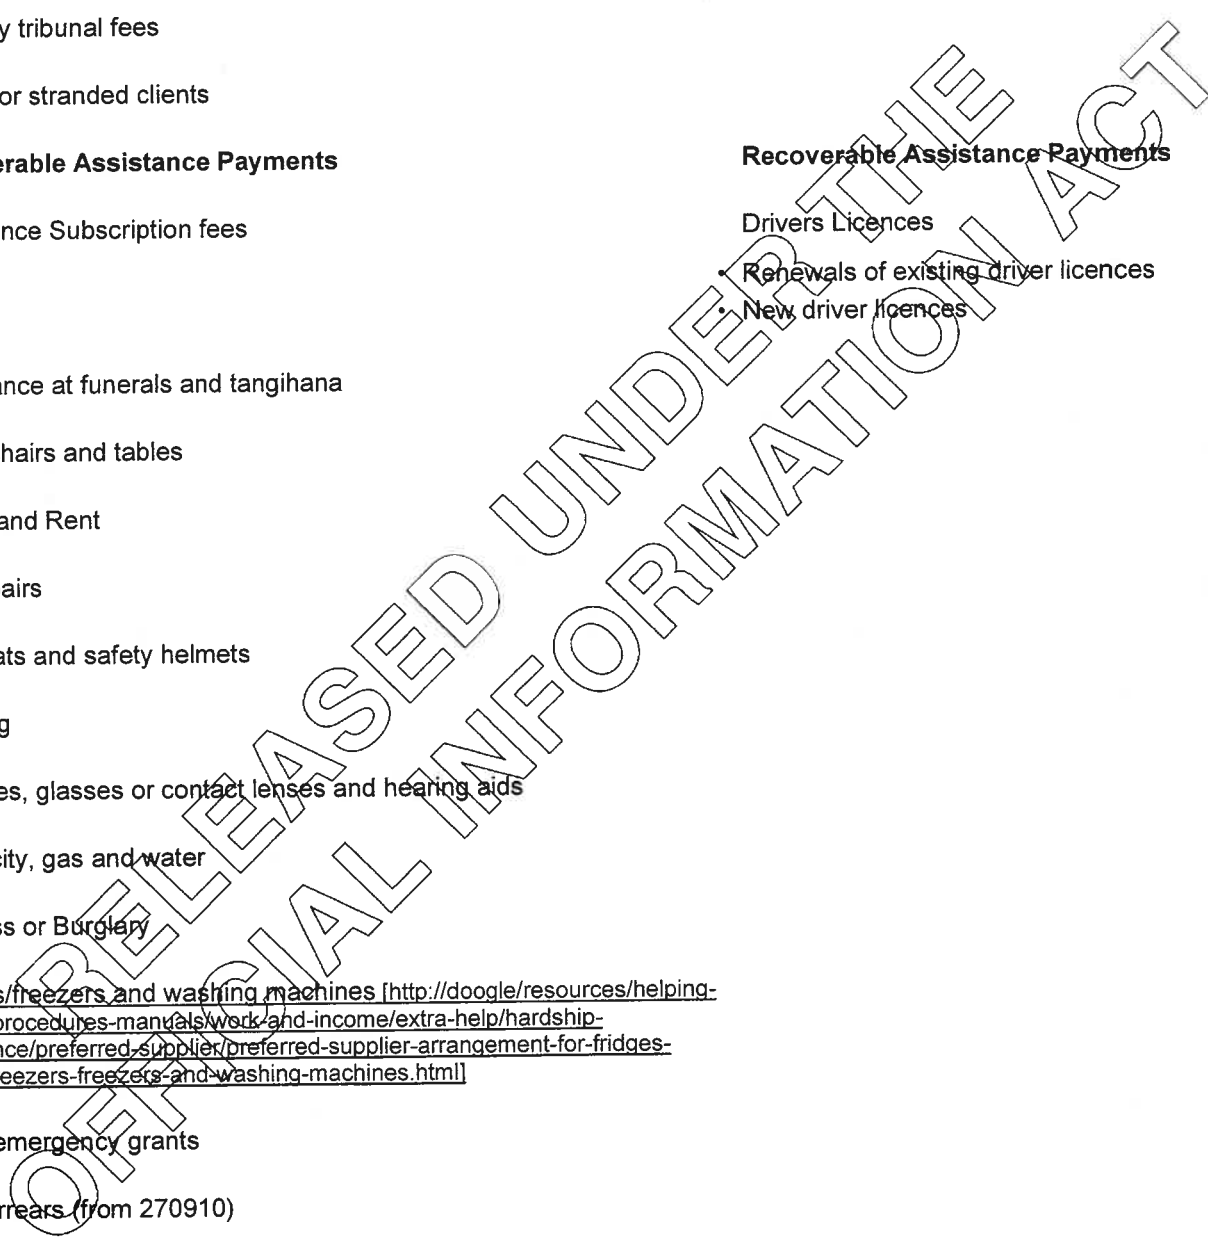 y tribunal fees
or stranded clients
erable Assistance Payments
nce Subscription fees
ance at funerals and tangihana
hairs and tables
and Rent
airs
ats and safety helmets
g
es, glasses or contact lenses and hearing aids
city, gas and water
ss or Burglary
s/freezers and washing machines [http://doogle/resources/helping-
procedures-manuals/work-and-income/extra-help/hardship-
nce/preferred-supplier/preferred-supplier-arrangement-for-fridges-
eezers-freezers-and-washing-machines.html]
emergency grants
rrears (from 270910)
Recoverable Assistance Payments
Drivers Licences
• Renewals of existing driver licences
• New driver licences
RELEASED UNDER THE
OFFICIAL INFORMATION ACT